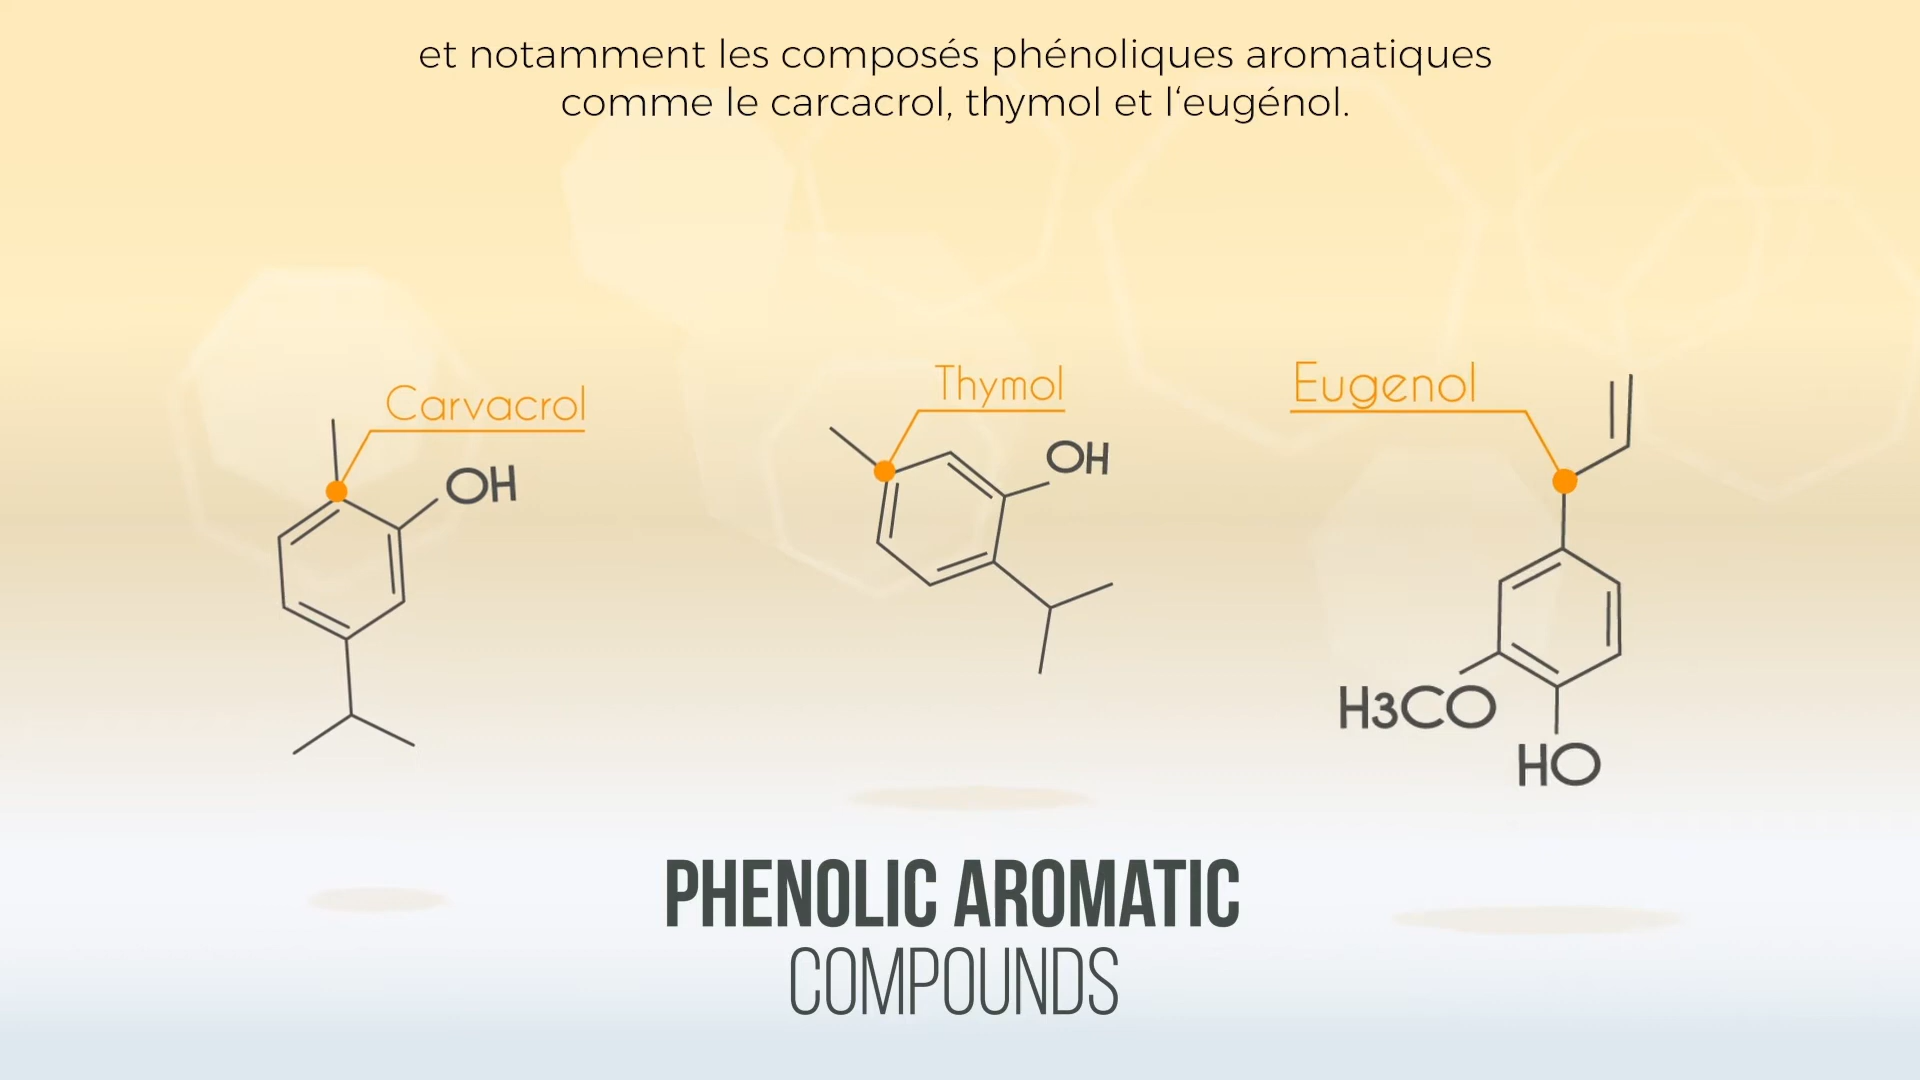 et notamment les composés phénoliques aromatiques
comme le carcacrol, thymol et l‘eugénol.
Carvacrol
OH
Thymol
OH
Eugenol
H3CO
HO
PHENOLIC AROMATIC
COMPOUNDS